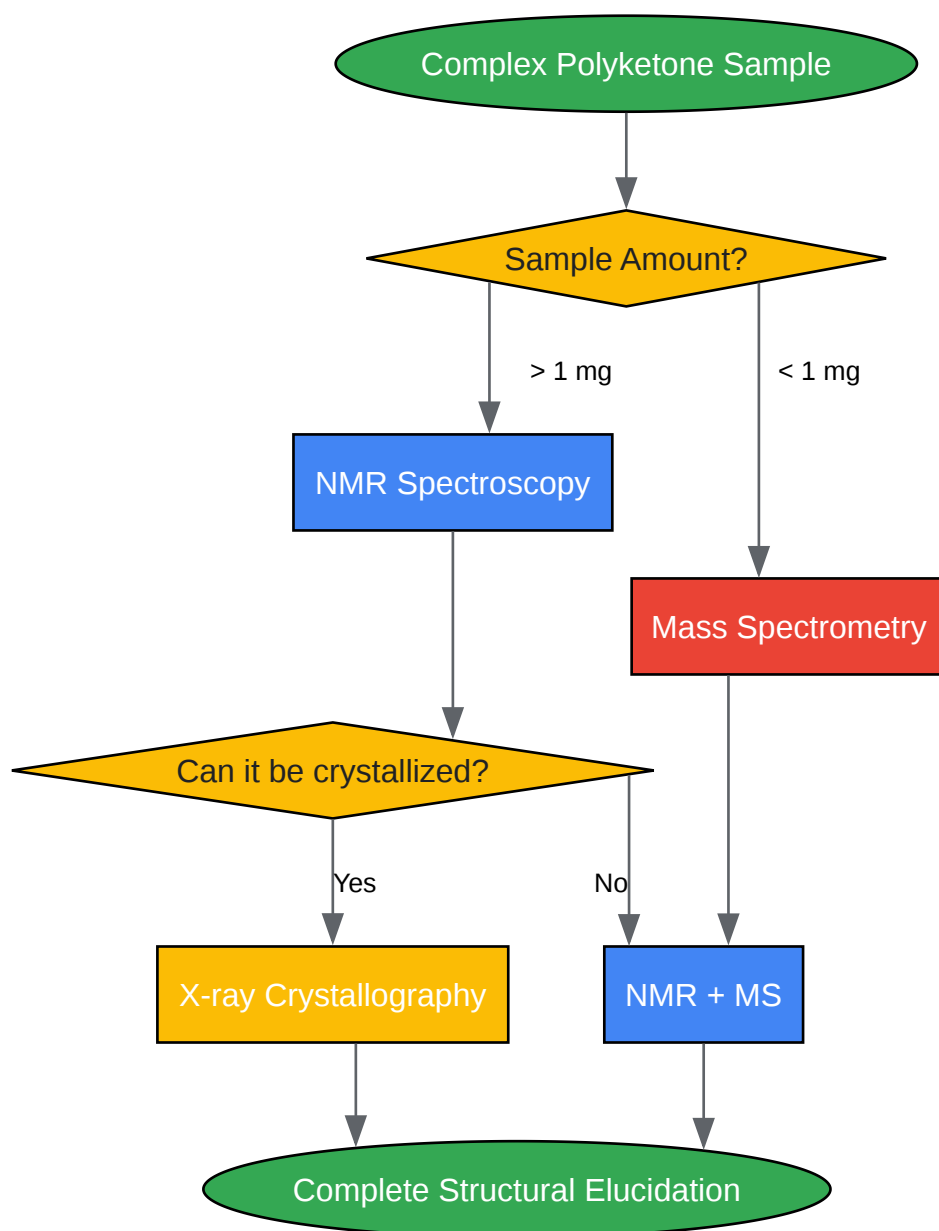 Complex Polyketone Sample
Sample Amount?
> 1 mg
< 1 mg
NMR Spectroscopy
Mass Spectrometry
Can it be crystallized?
Yes
No
X-ray Crystallography
NMR + MS
Complete Structural Elucidation